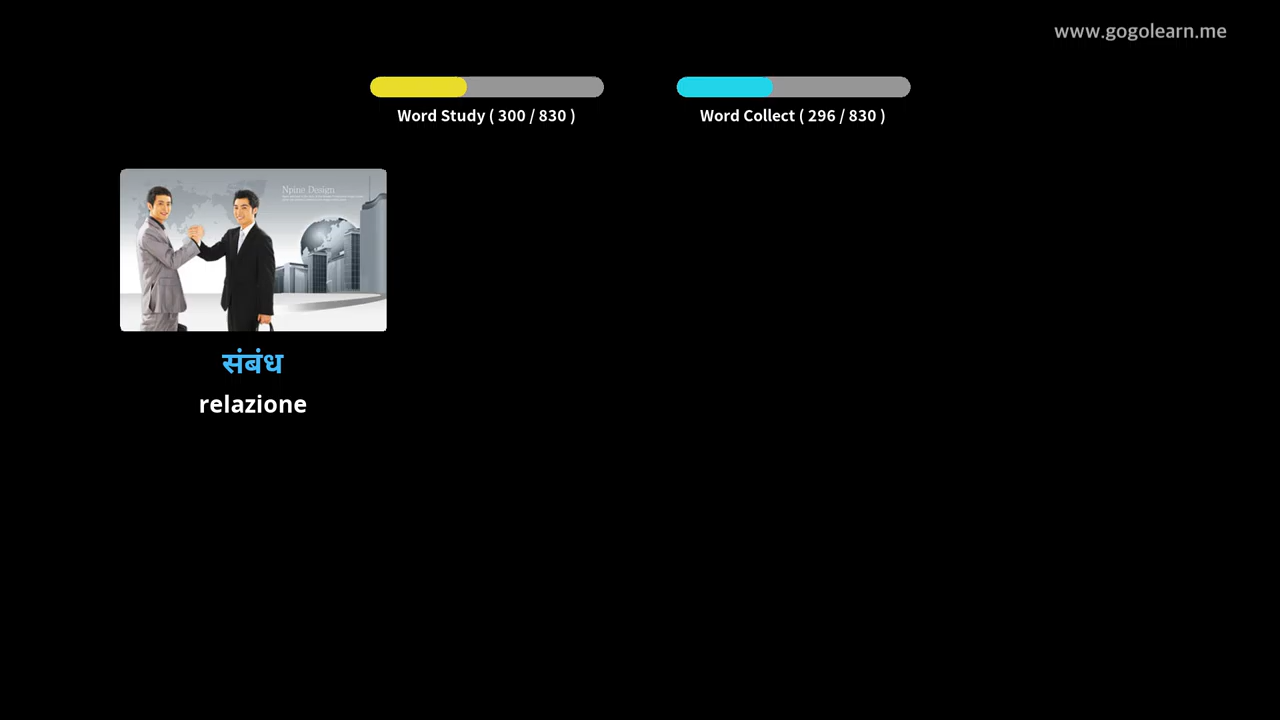 www.gogolearn.me
Word Study ( 300 / 830 )
Word Collect ( 296 / 830 )
Npine Design
संबंध
relazione